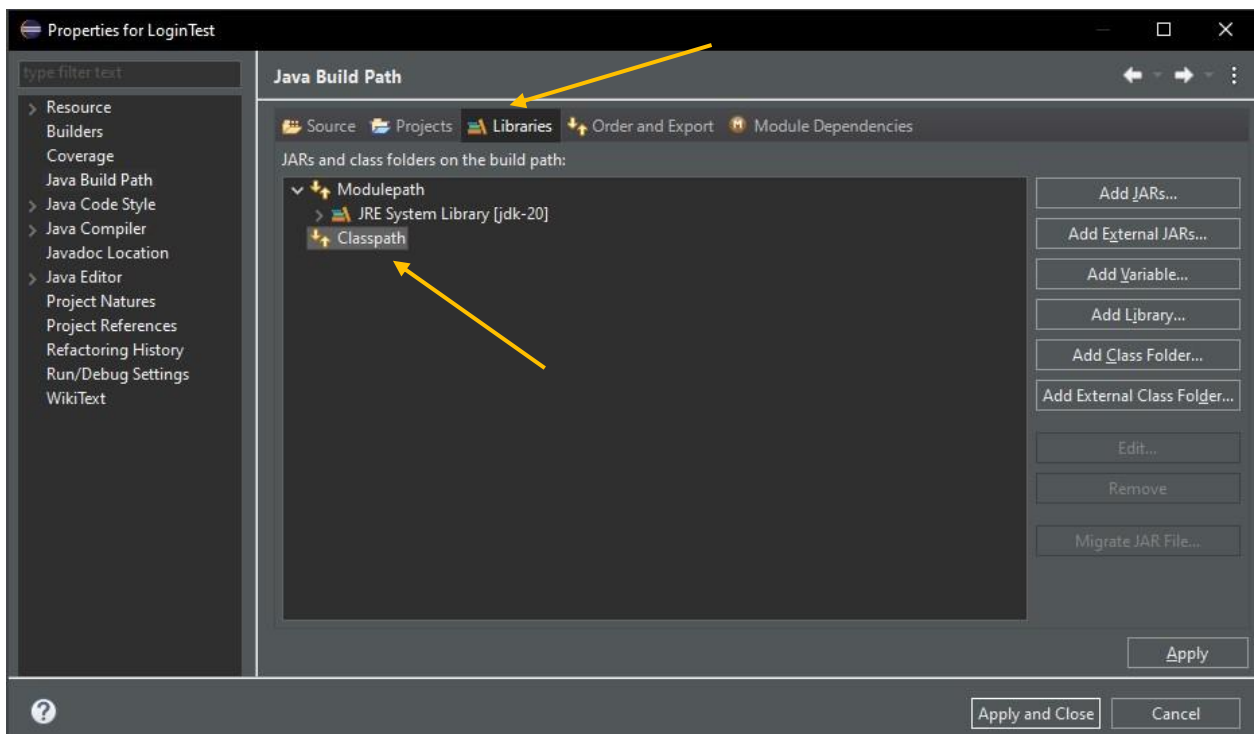 Properties for LoginTest
type filter text
Java Build Path
Resource
Builders
Coverage
Java Build Path
Java Code Style
Java Compiler
Javadoc Location
Java Editor
Project Natures
Project References
Refactoring History
Run/Debug Settings
WikiText
Source Projects Libraries Order and Export Module Dependencies
JARs and class folders on the build path:
Modulepath
JRE System Library [jdk-20]
Classpath
Add JARs...
Add External JARs...
Add Variable...
Add Library...
Add Class Folder...
Add External Class Folder...
Edit...
Remove
Migrate JAR File...
Apply
Apply and Close Cancel